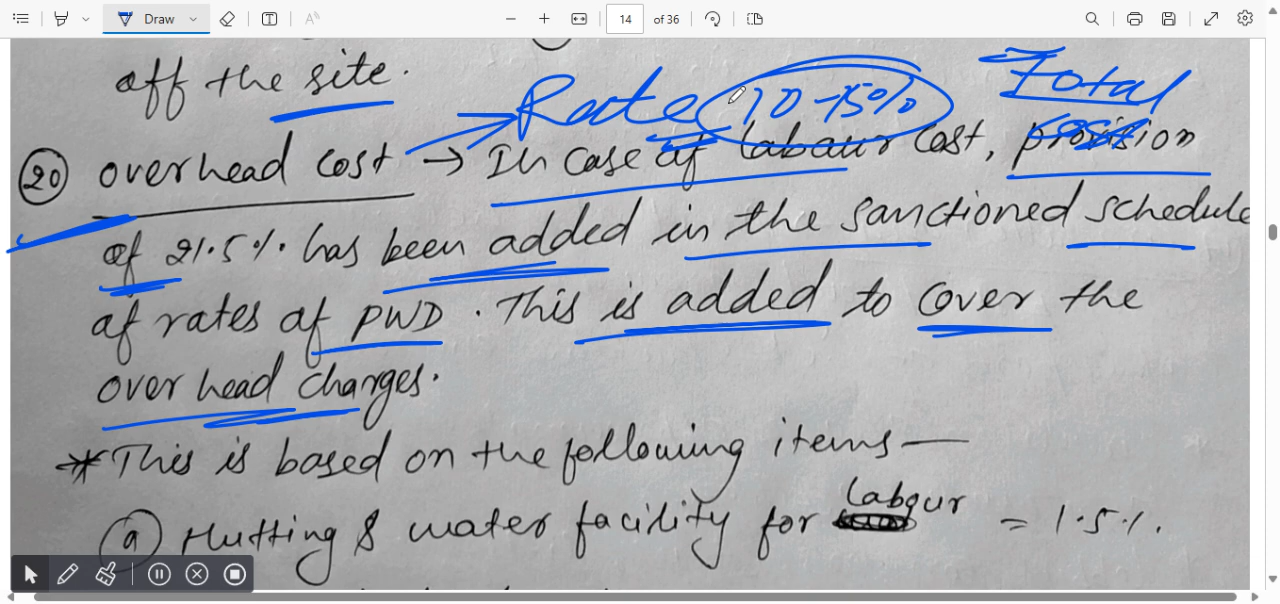 Draw
14 of 36
off the site.
Rate 10-15% Total cost
(20) overhead cost → In case of labour cost, provision
of 21.5% has been added in the sanctioned schedule
of rates of PWD. This is added to cover the
over head charges.
* This is based on the following items —
(a) Hutting & water facility for labour = 1.5%.